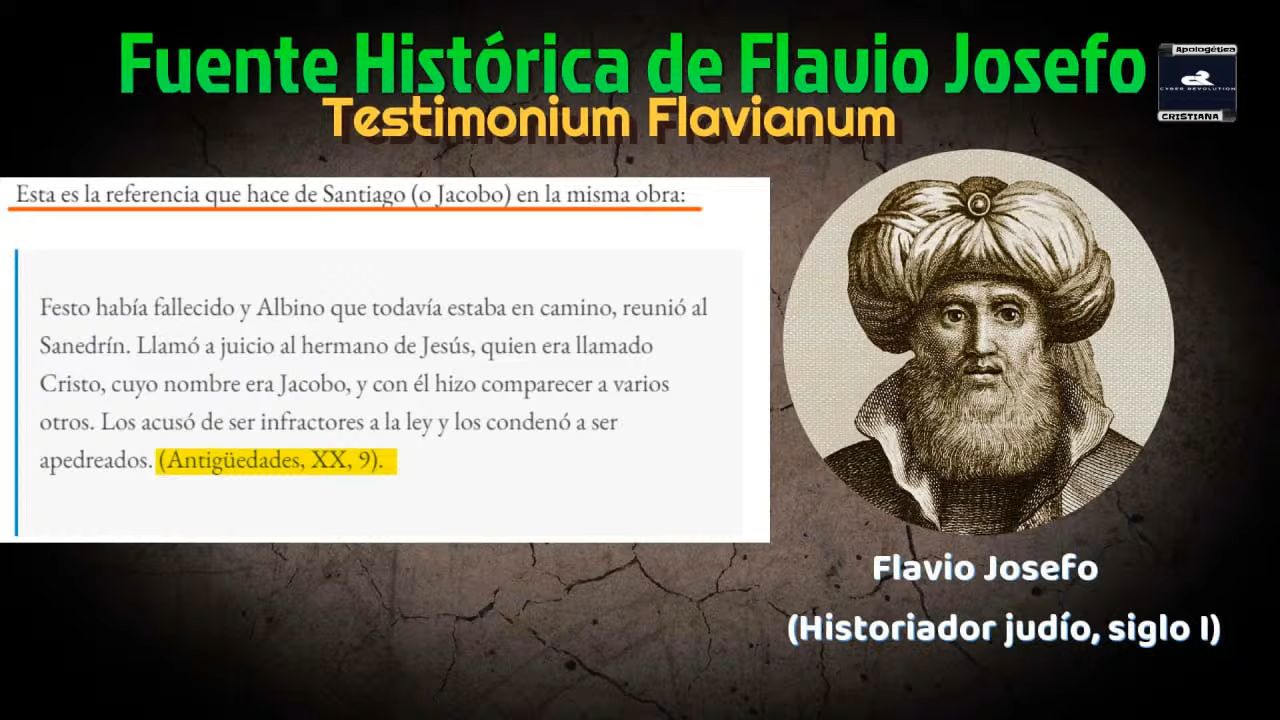 Fuente Histórica de Flavio Josefo
Testimonium Flavianum
Apologética
CYBER REVOLUTION
CRISTIANA
Esta es la referencia que hace de Santiago (o Jacobo) en la misma obra:
Festo había fallecido y Albino que todavía estaba en camino, reunió al
Sanedrín. Llamó a juicio al hermano de Jesús, quien era llamado
Cristo, cuyo nombre era Jacobo, y con él hizo comparecer a varios
otros. Los acusó de ser infractores a la ley y los condenó a ser
apedreados. (Antigüedades, XX, 9).
Flavio Josefo
(Historiador judío, siglo I)